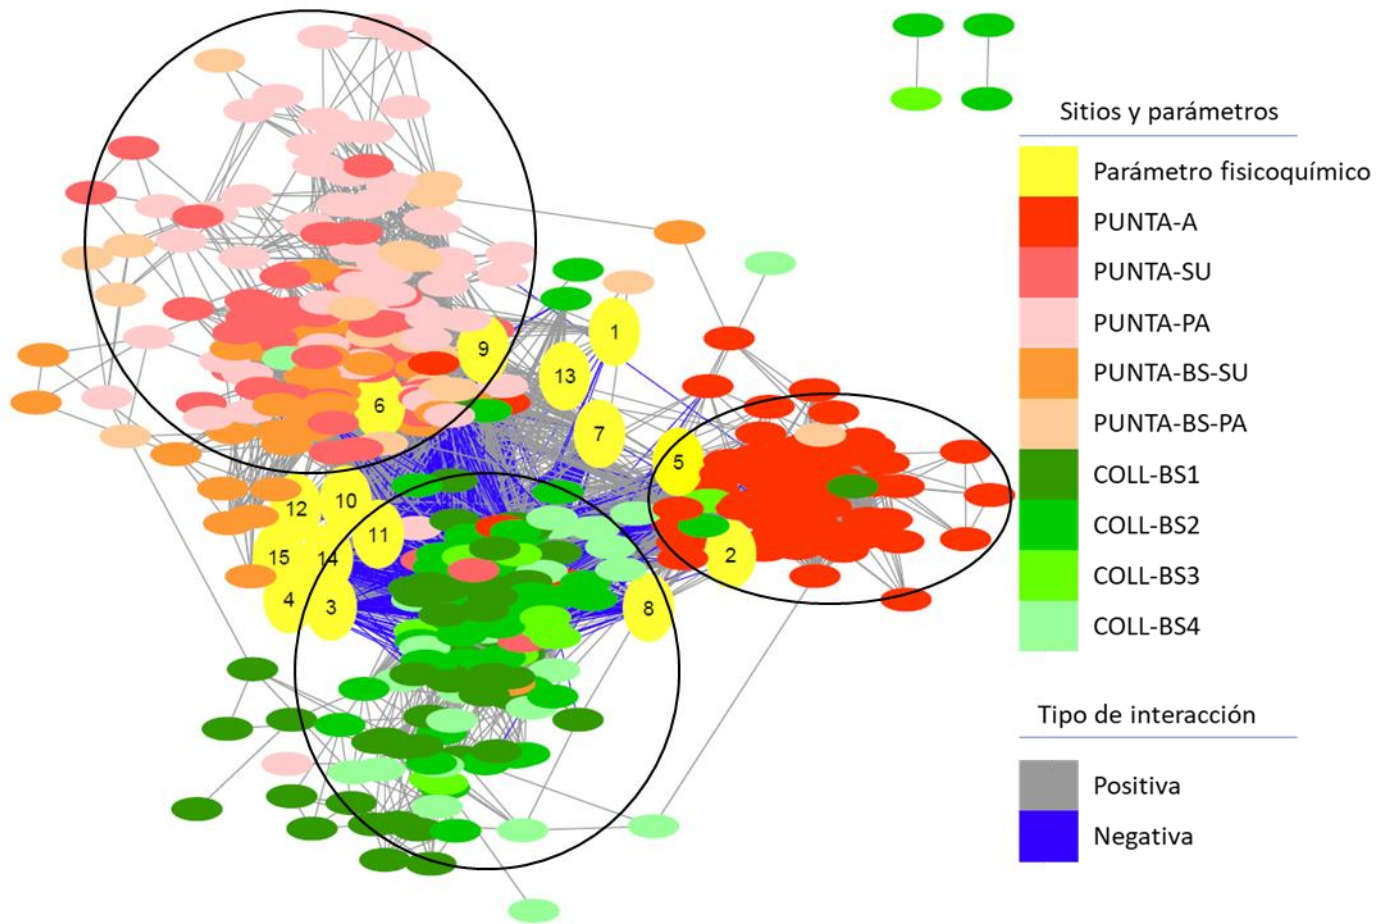 Sitios y parámetros
Parámetro fisicoquímico
PUNTA-A
PUNTA-SU
PUNTA-PA
PUNTA-BS-SU
PUNTA-BS-PA
COLL-BS1
COLL-BS2
COLL-BS3
COLL-BS4
Tipo de interacción
Positiva
Negativa
1
9
13
6
7
5
12
10
11
2
15
14
4
3
8